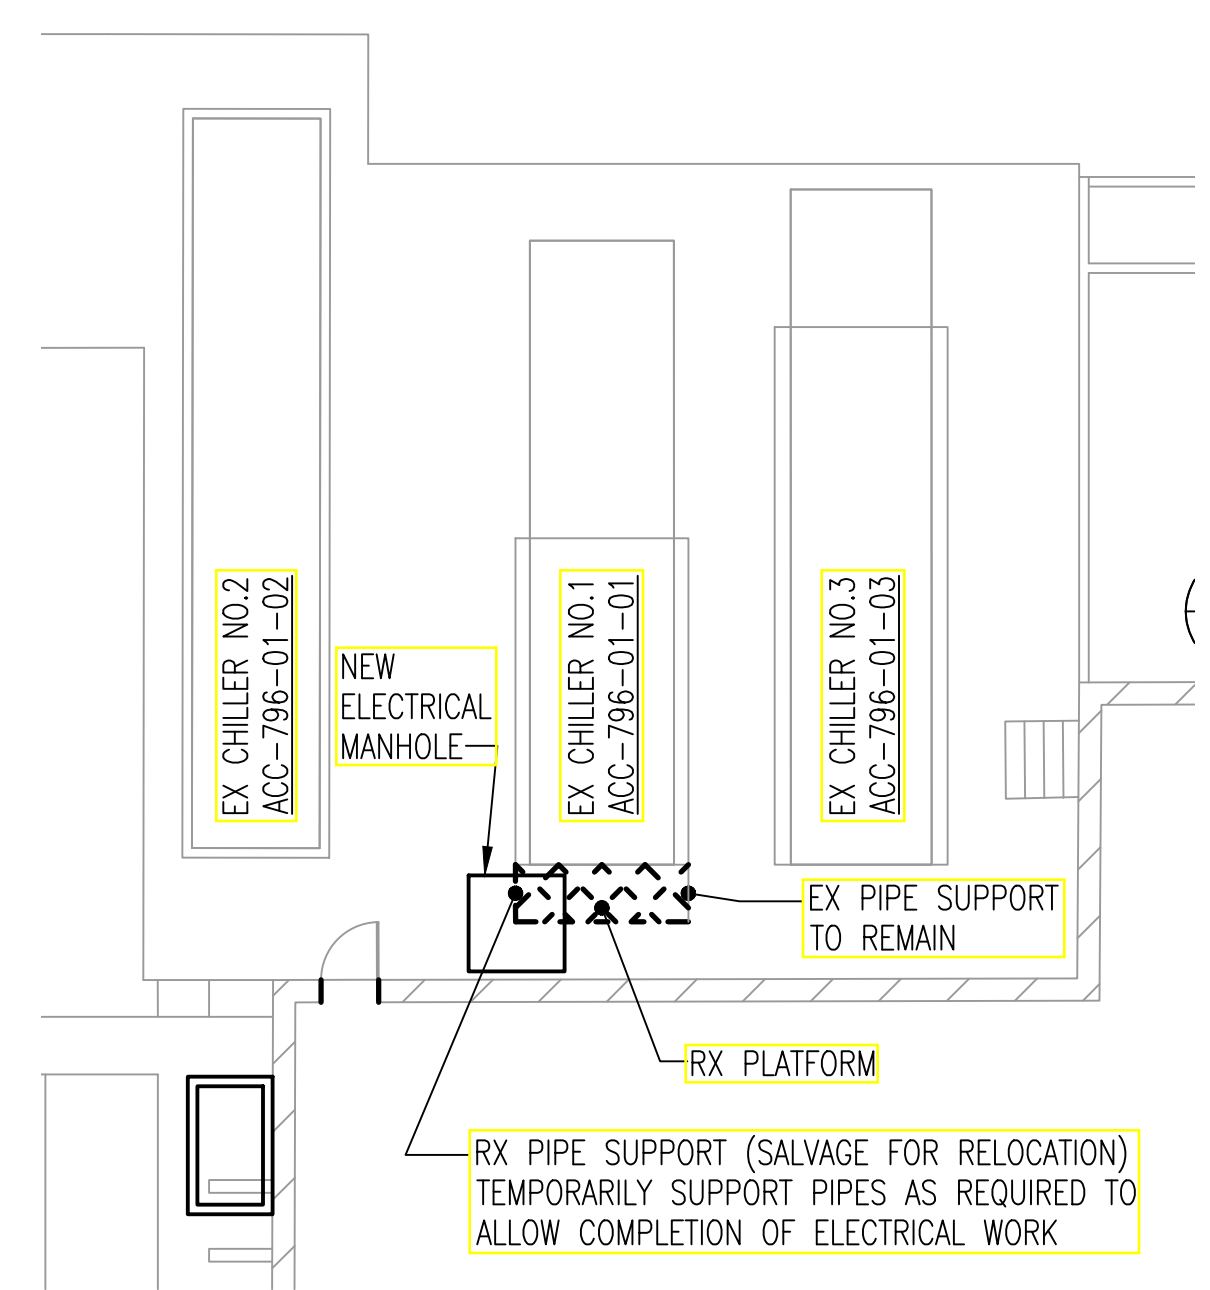 EX CHILLER NO.2
ACC-796-01-02
NEW
ELECTRICAL
MANHOLE
EX CHILLER NO.1
ACC-796-01-01
EX CHILLER NO.3
ACC-796-01-03
EX PIPE SUPPORT
TO REMAIN
RX PLATFORM
RX PIPE SUPPORT (SALVAGE FOR RELOCATION)
TEMPORARILY SUPPORT PIPES AS REQUIRED TO
ALLOW COMPLETION OF ELECTRICAL WORK